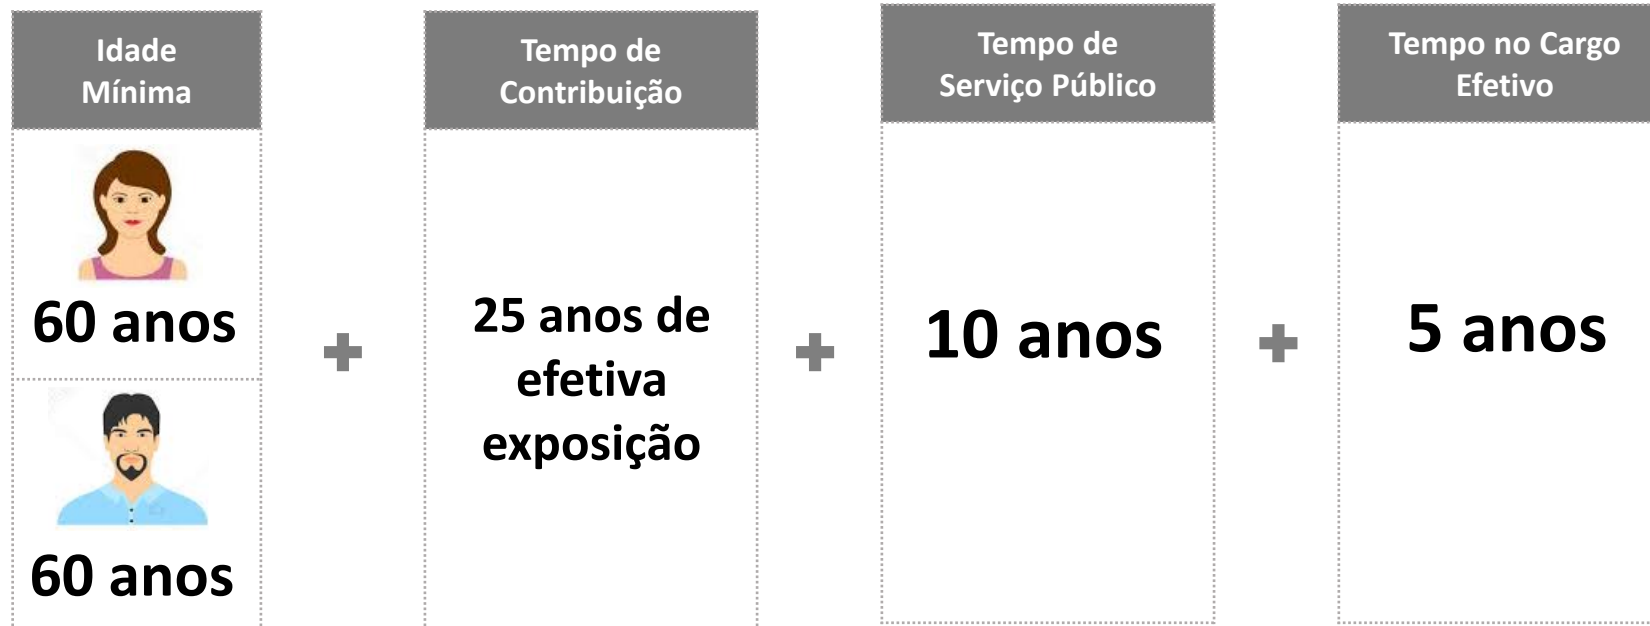 Idade
Mínima
60 anos
60 anos
Tempo de
Contribuição
25 anos de
efetiva
exposição
Tempo de
Serviço Público
10 anos
Tempo no Cargo
Efetivo
5 anos